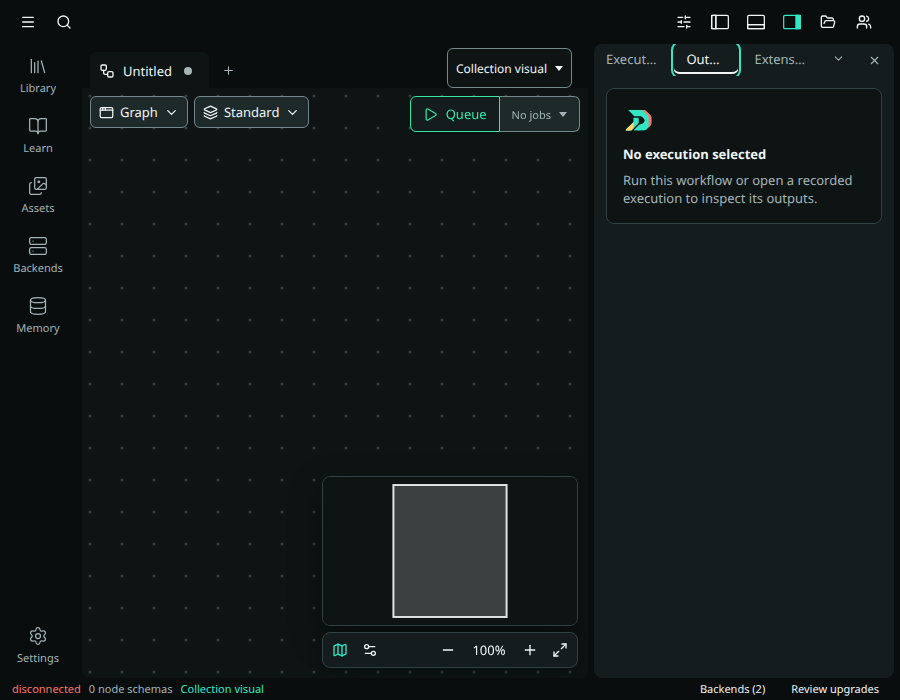 Untitled
Collection visual
Execut...
Out...
Extens...
Library
Learn
Assets
Backends
Memory
Settings
Graph
Standard
Queue
No jobs
No execution selected
Run this workflow or open a recorded
execution to inspect its outputs.
100%
disconnected
0 node schemas
Collection visual
Backends (2)
Review upgrades